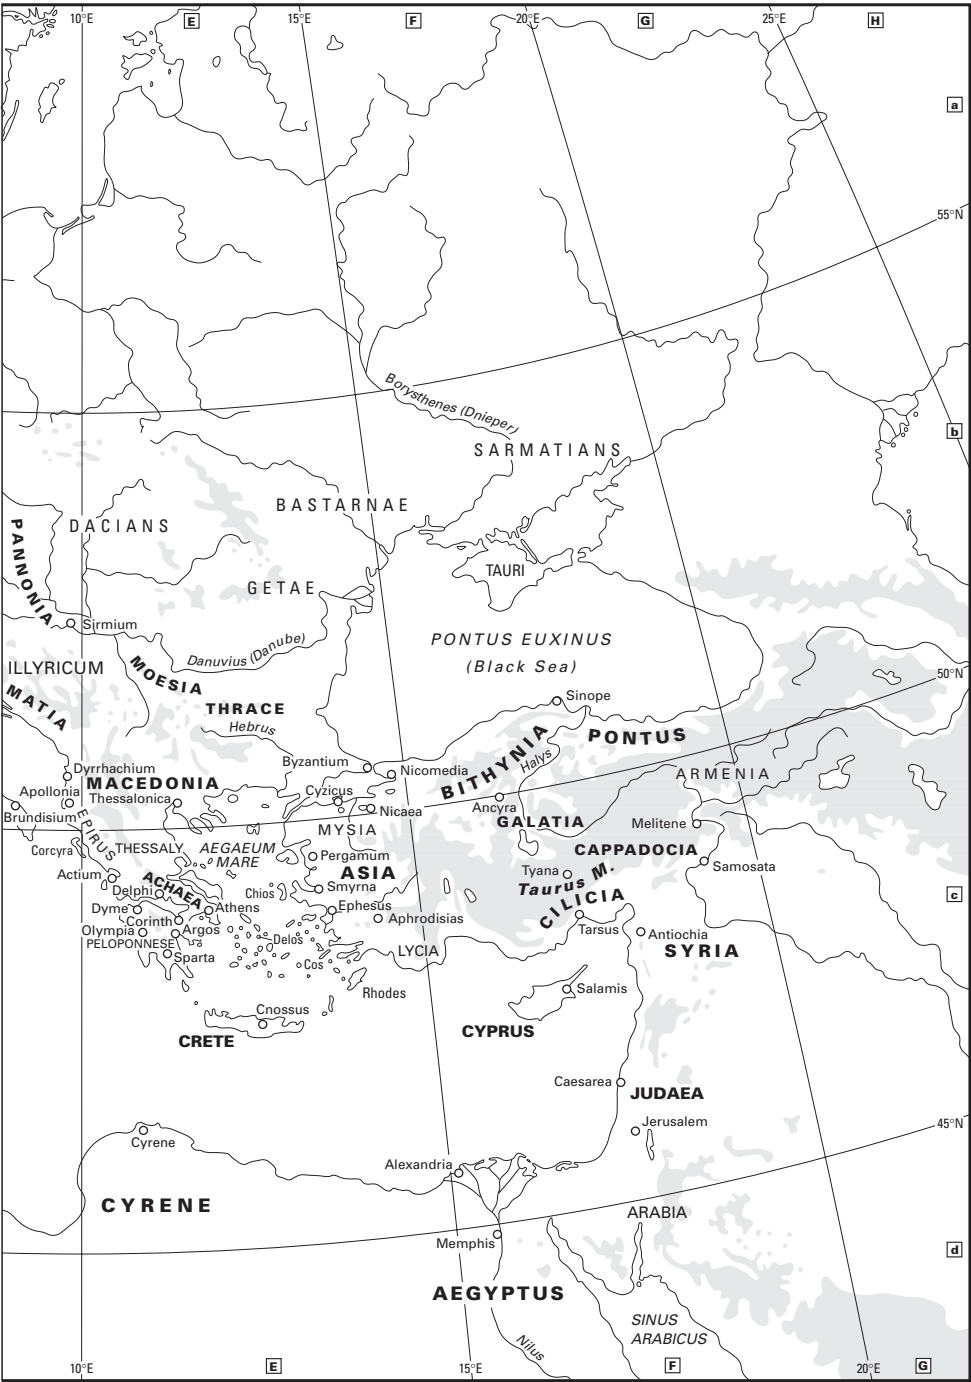 10°E
E
15°E
F
20°E
G
25°E
H
a
55°N
Borysthenes (Dnieper)
b
SARMATIANS
BASTARNAE
PANNONIA
DACIANS
TAURI
GETAE
Sirmium
PONTUS EUXINUS
(Black Sea)
Danuvius (Danube)
ILLYRICUM
MOESIA
50°N
MATIA
Sinope
THRACE
Hebrus
PONTUS
BITHYNIA
Halys
Byzantium
Nicomedia
Dyrrhachium
MACEDONIA
ARMENIA
Apollonia
Thessalonica
Cyzicus
Ancyra
Brundisium
Nicaea
GALATIA
Melitene
EPIRUS
MYSIA
Corcyra
THESSALY
AEGAEUM
MARE
Pergamum
CAPPADOCIA
Samosata
Actium
ASIA
Tyana
Taurus M.
Delphi
ACHAEA
Chios
Smyrna
CILICIA
c
Dyme
Athens
Ephesus
Corinth
Aphrodisias
Olympia
Argos
Tarsus
Antiochia
PELOPONNESE
Delos
LYCIA
SYRIA
Sparta
Cos
Rhodes
Salamis
Cnossus
CRETE
CYPRUS
Caesarea
JUDAEA
Jerusalem
45°N
Cyrene
Alexandria
CYRENE
ARABIA
Memphis
d
AEGYPTUS
SINUS
ARABICUS
Nilus
10°E
E
15°E
F
20°E
G